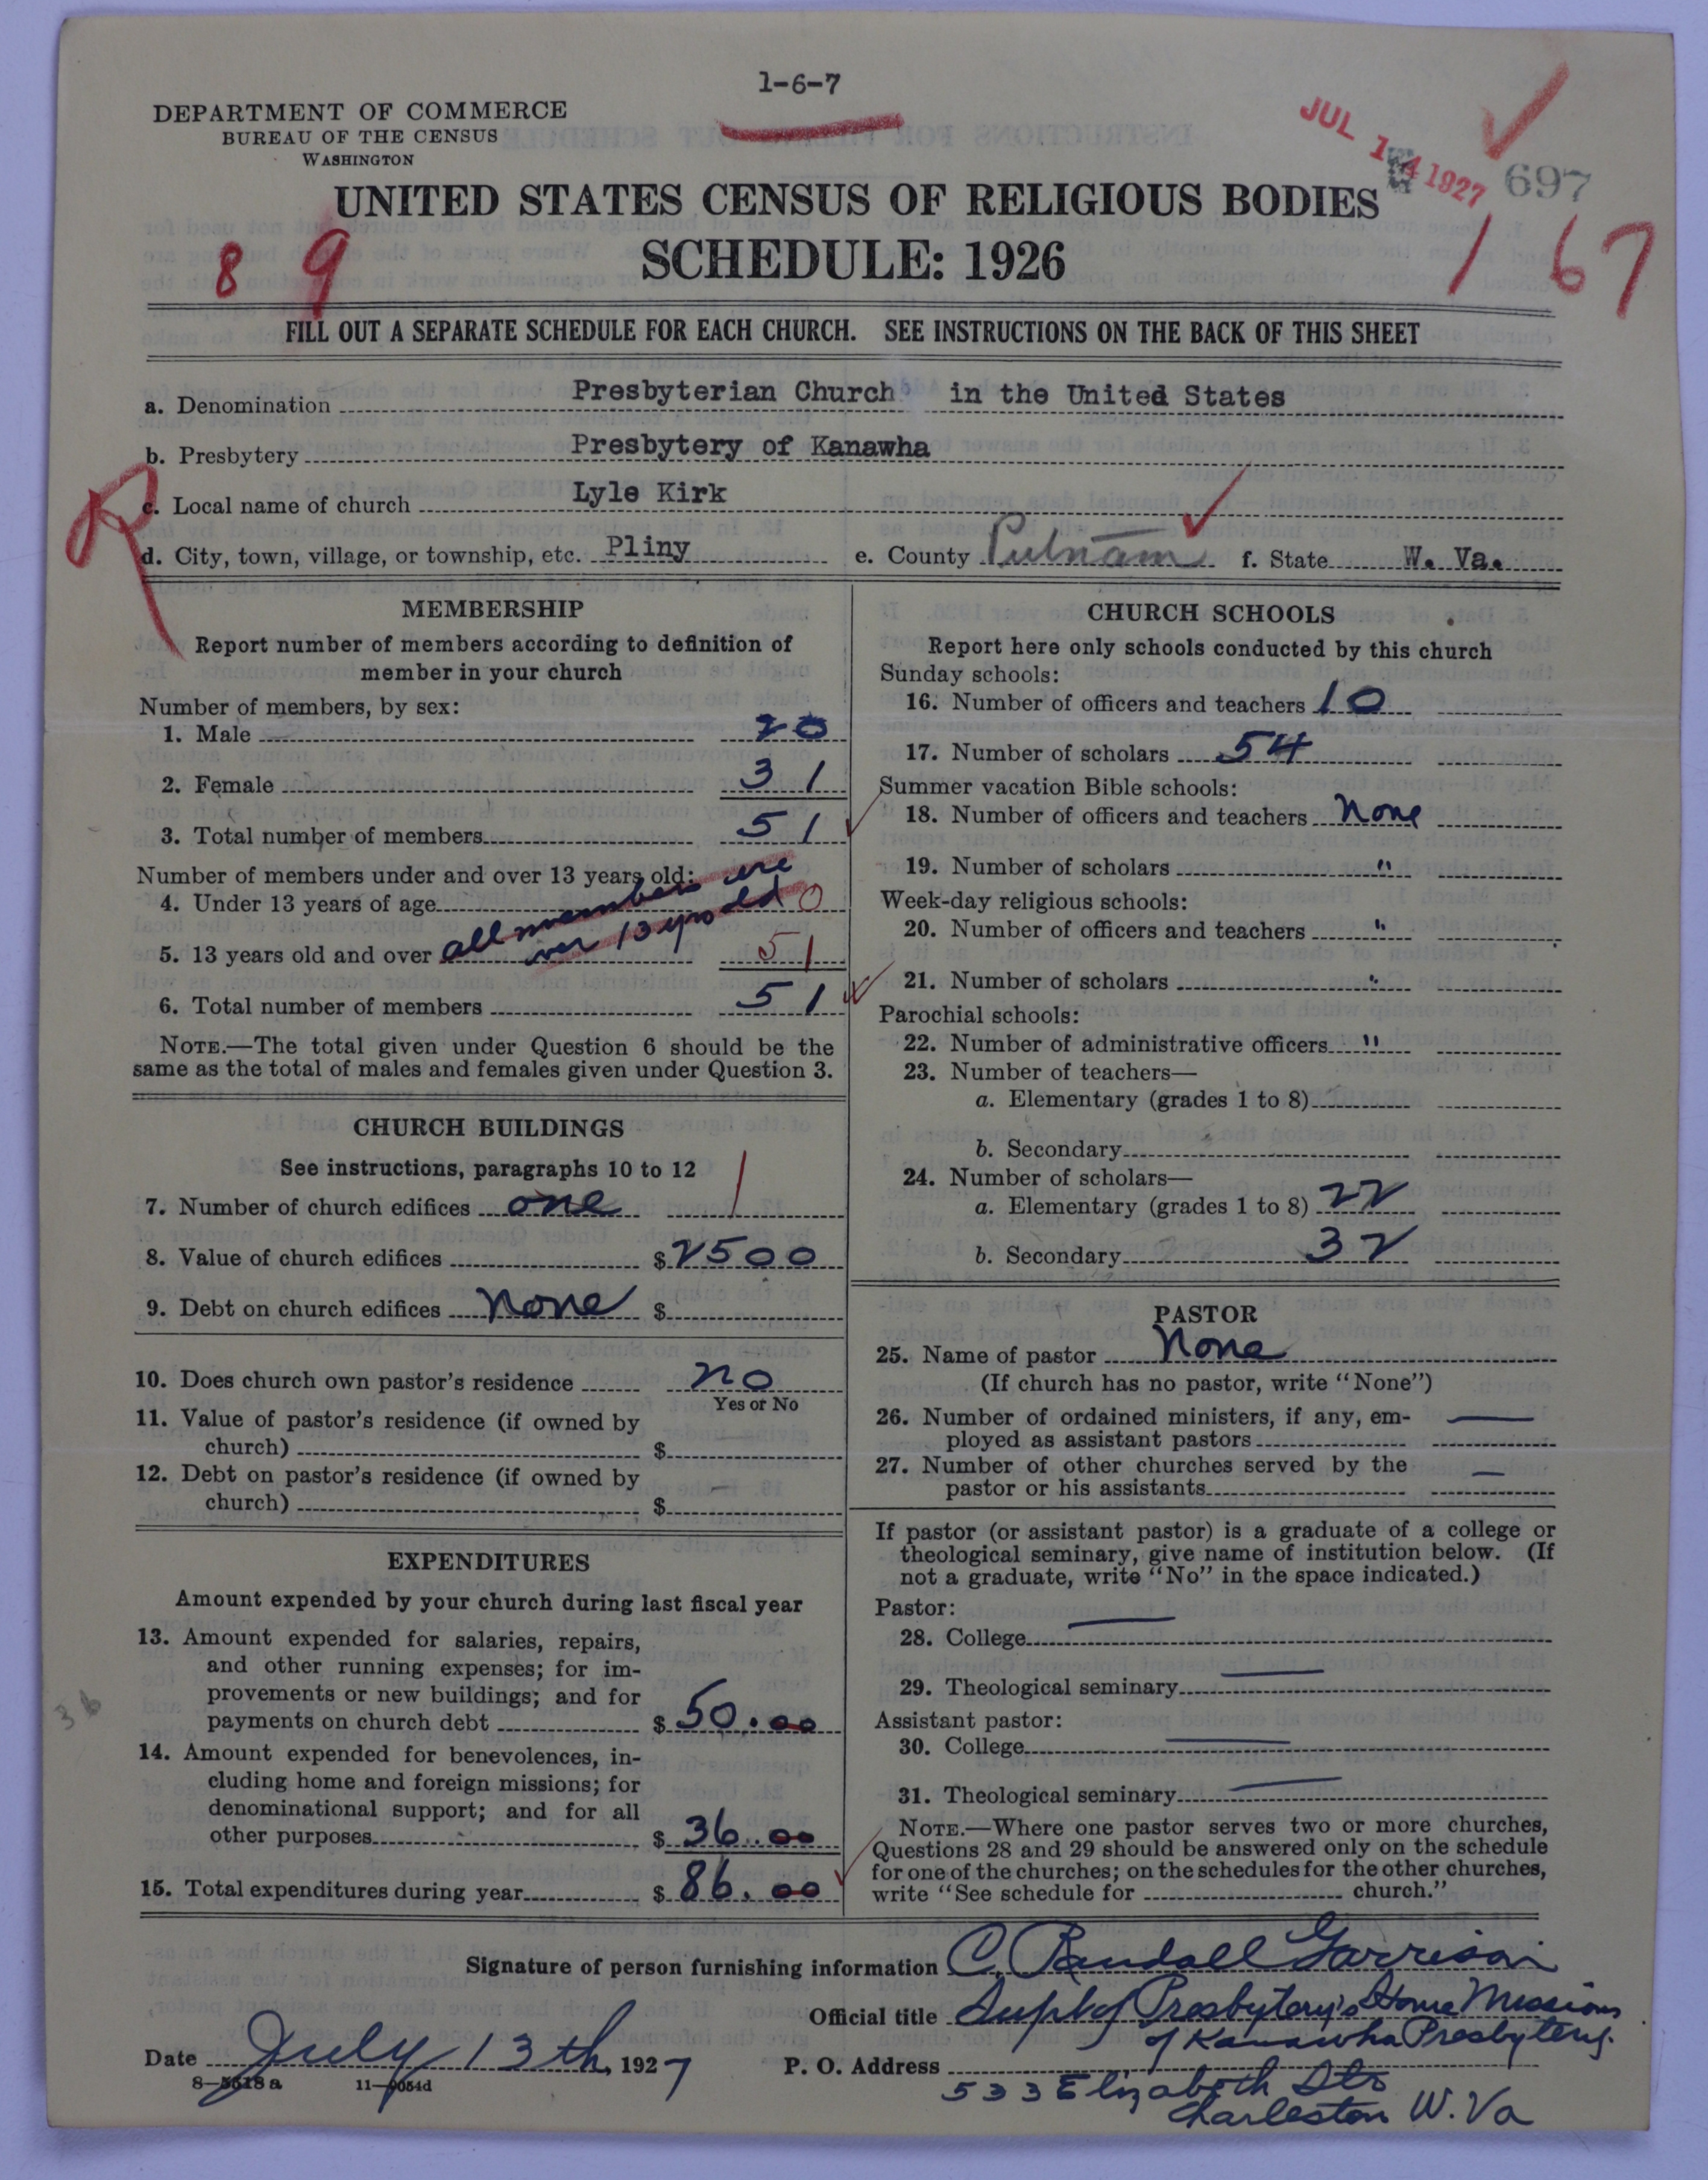 1-6-7
DEPARTMENT OF COMMERCE
BUREAU OF THE CENSUS
WASHINGTON
JUL 14 1927
697
UNITED STATES CENSUS OF RELIGIOUS BODIES
SCHEDULE: 1926
8 9
1 67
FILL OUT A SEPARATE SCHEDULE FOR EACH CHURCH. SEE INSTRUCTIONS ON THE BACK OF THIS SHEET
a. Denomination Presbyterian Church in the United States
b. Presbytery Presbytery of Kanawha
R
c. Local name of church Lyle Kirk
d. City, town, village, or township, etc. Pliny e. County Putnam f. State W. Va.
MEMBERSHIP
Report number of members according to definition of
member in your church
Number of members, by sex:
1. Male 20
2. Female 31
3. Total number of members 51
Number of members under and over 13 years old:
4. Under 13 years of age 0
all members are
over 13 yrs old
5. 13 years old and over 51
6. Total number of members 51
NOTE.—The total given under Question 6 should be the
same as the total of males and females given under Question 3.
CHURCH BUILDINGS
See instructions, paragraphs 10 to 12
7. Number of church edifices one 1
8. Value of church edifices $2500
9. Debt on church edifices None $
10. Does church own pastor's residence no
Yes or No
11. Value of pastor's residence (if owned by
church) $
12. Debt on pastor's residence (if owned by
church) $
EXPENDITURES
Amount expended by your church during last fiscal year
13. Amount expended for salaries, repairs,
and other running expenses; for im-
provements or new buildings; and for
payments on church debt $50.00
36
14. Amount expended for benevolences, in-
cluding home and foreign missions; for
denominational support; and for all
other purposes $36.00
15. Total expenditures during year $86.00
CHURCH SCHOOLS
Report here only schools conducted by this church
Sunday schools:
16. Number of officers and teachers 10
17. Number of scholars 54
Summer vacation Bible schools:
18. Number of officers and teachers None
19. Number of scholars "
Week-day religious schools:
20. Number of officers and teachers "
21. Number of scholars "
Parochial schools:
22. Number of administrative officers "
23. Number of teachers—
a. Elementary (grades 1 to 8)
b. Secondary
24. Number of scholars—
a. Elementary (grades 1 to 8) 22
b. Secondary 32
PASTOR
25. Name of pastor None
(If church has no pastor, write "None")
26. Number of ordained ministers, if any, em-
ployed as assistant pastors —
27. Number of other churches served by the
pastor or his assistants —
If pastor (or assistant pastor) is a graduate of a college or
theological seminary, give name of institution below. (If
not a graduate, write "No" in the space indicated.)
Pastor:
28. College —
29. Theological seminary —
Assistant pastor:
30. College —
31. Theological seminary —
NOTE.—Where one pastor serves two or more churches,
Questions 28 and 29 should be answered only on the schedule
for one of the churches; on the schedules for the other churches,
write "See schedule for church."
Signature of person furnishing information C. Randall Garrison
Official title Supt of Presbytery's Home Missions
of Kanawha Presbytery.
Date July 13th, 1927 P. O. Address
533 Elizabeth Str
Charleston W. Va
8-5518a 11-9054d